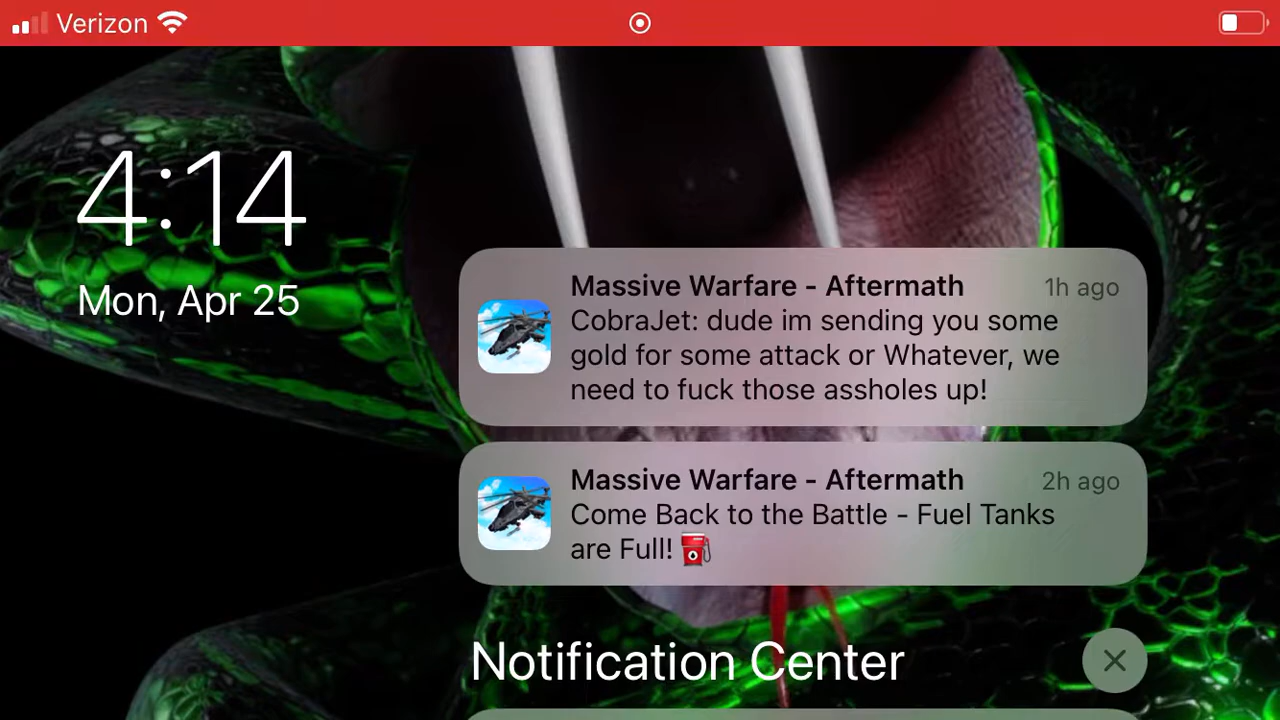 Verizon
4:14
Mon, Apr 25
Massive Warfare - Aftermath 1h ago
CobraJet: dude im sending you some
gold for some attack or Whatever, we
need to fuck those assholes up!
Massive Warfare - Aftermath 2h ago
Come Back to the Battle - Fuel Tanks
are Full! ⛽
Notification Center